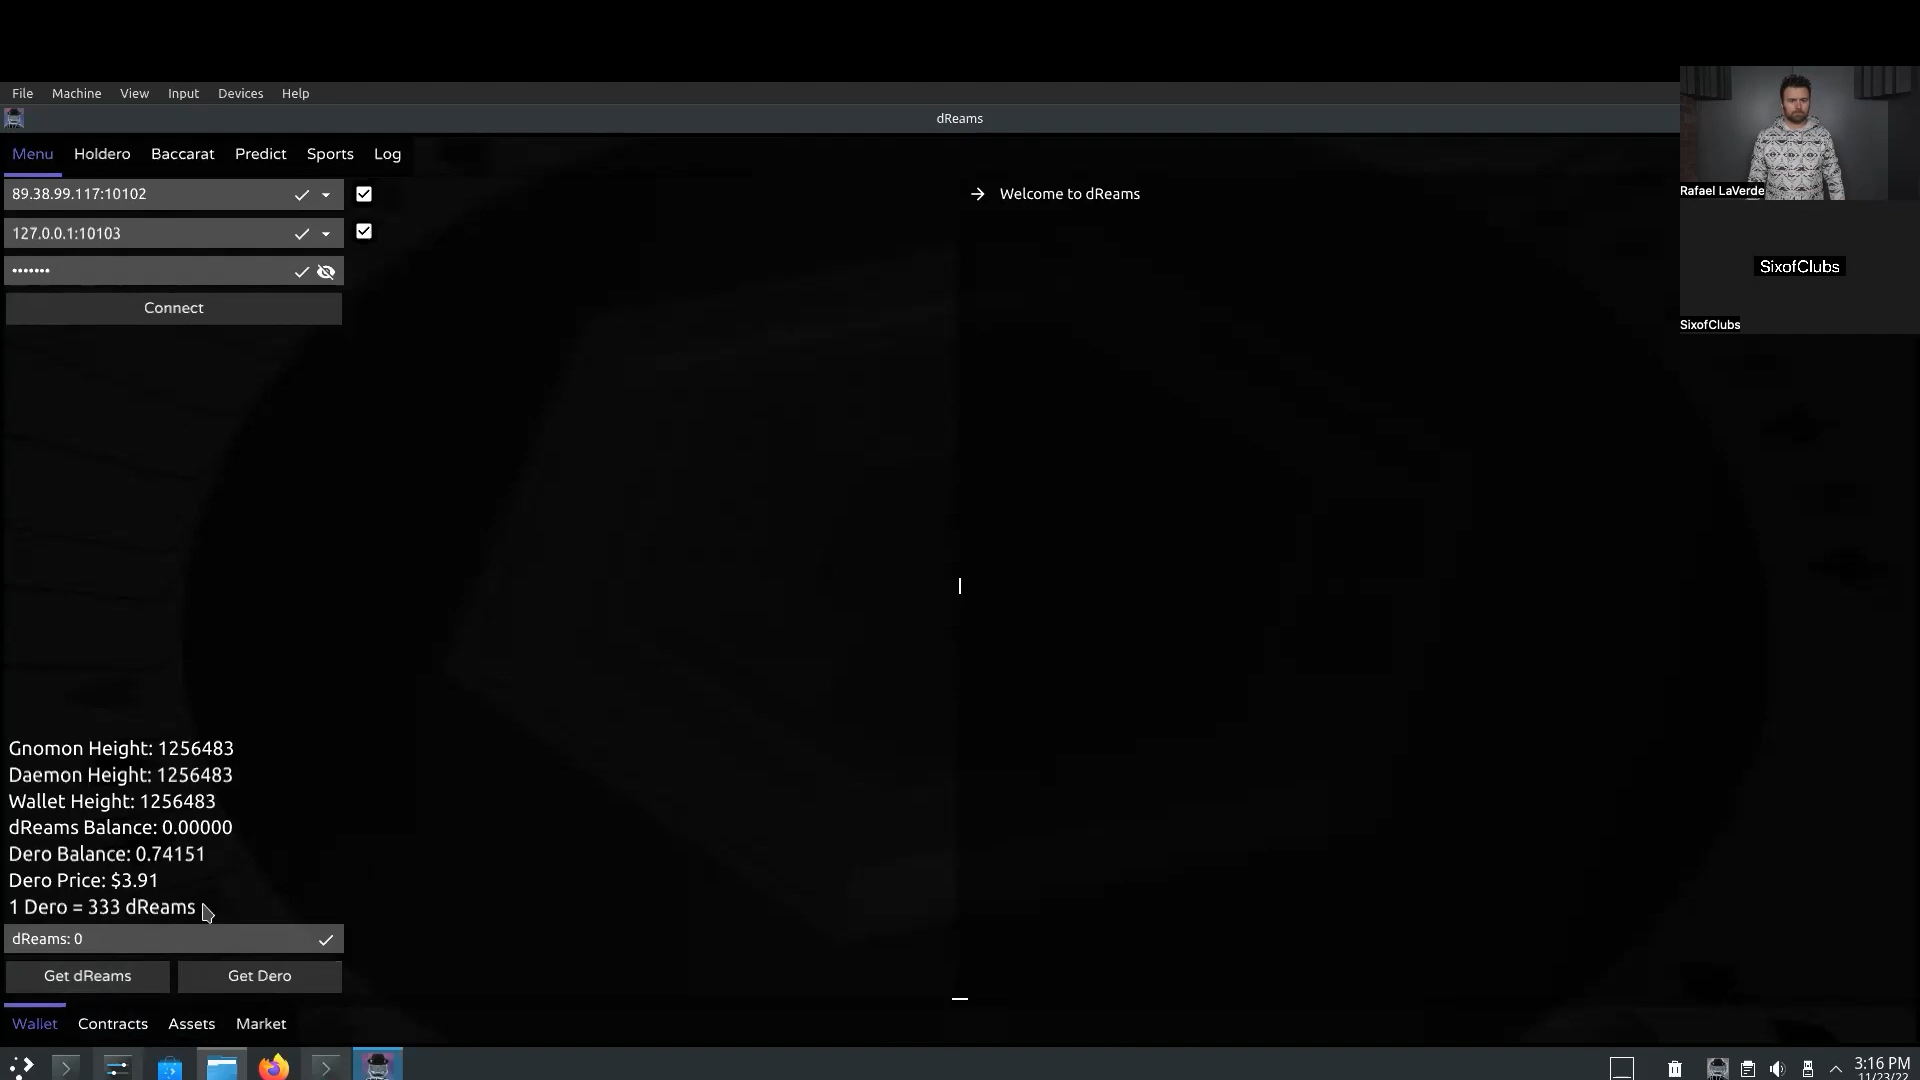 File Machine View Input Devices Help
dReams
Menu Holdero Baccarat Predict Sports Log
89.38.99.117:10102
127.0.0.1:10103
•••••••
Connect
Welcome to dReams
Rafael LaVerde
SixofClubs
SixofClubs
Gnomon Height: 1256483
Daemon Height: 1256483
Wallet Height: 1256483
dReams Balance: 0.00000
Dero Balance: 0.74151
Dero Price: $3.91
1 Dero = 333 dReams
dReams: 0
Get dReams Get Dero
Wallet Contracts Assets Market
3:16 PM
11/23/22